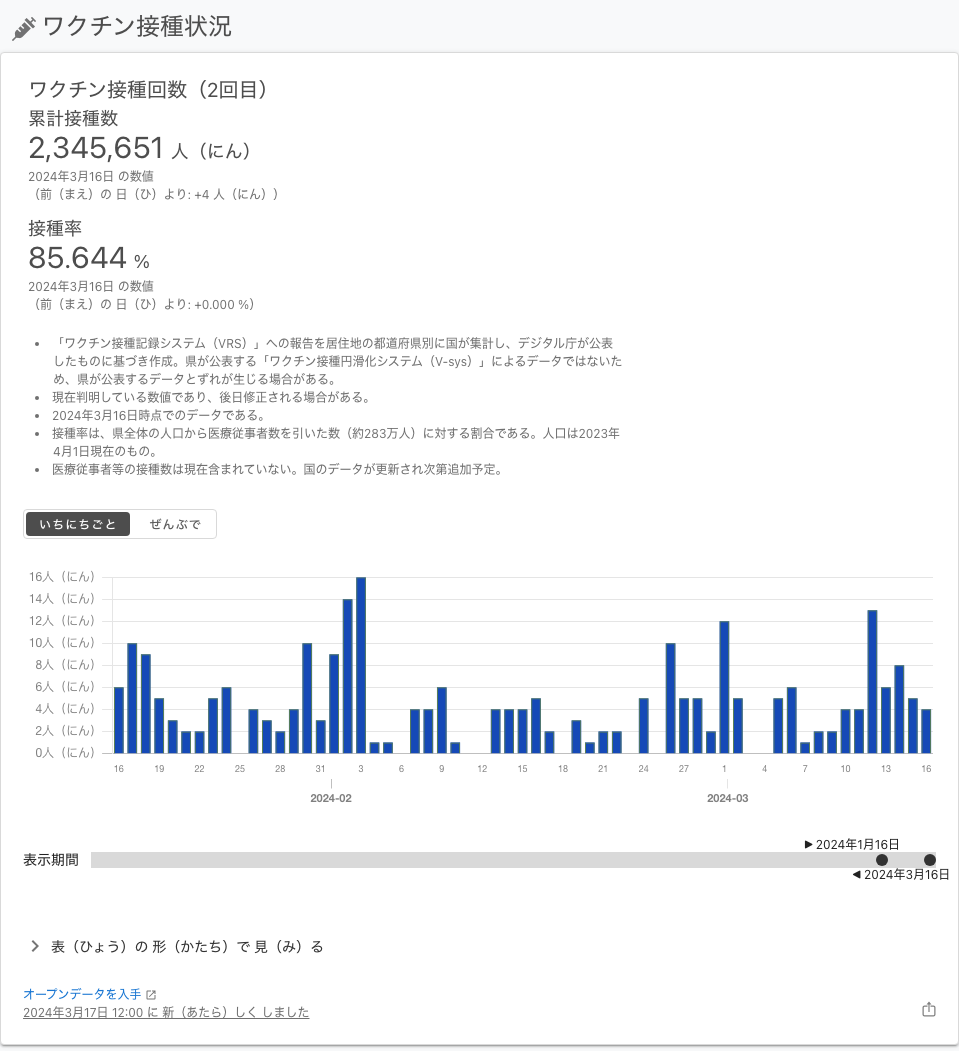 ワクチン接種状況
ワクチン接種回数（2回目）
累計接種数
2,345,651 人（にん）
2024年3月16日 の数値
（前（まえ）の 日（ひ）より: +4 人（にん））
接種率
85.644 %
2024年3月16日 の数値
（前（まえ）の 日（ひ）より: +0.000 %）
• 「ワクチン接種記録システム（VRS）」への報告を居住地の都道府県別に国が集計し、デジタル庁が公表
したものに基づき作成。県が公表する「ワクチン接種円滑化システム（V-sys）」によるデータではないた
め、県が公表するデータとずれが生じる場合がある。
• 現在判明している数値であり、後日修正される場合がある。
• 2024年3月16日時点でのデータである。
• 接種率は、県全体の人口から医療従事者数を引いた数（約283万人）に対する割合である。人口は2023年
4月1日現在のもの。
• 医療従事者等の接種数は現在含まれていない。国のデータが更新され次第追加予定。
いちにちごと ぜんぶで
16人（にん）
14人（にん）
12人（にん）
10人（にん）
8人（にん）
6人（にん）
4人（にん）
2人（にん）
0人（にん）
16 19 22 25 28 31 3 6 9 12 15 18 21 24 27 1 4 7 10 13 16
2024-02 2024-03
▶ 2024年1月16日
表示期間
◀ 2024年3月16日
表（ひょう）の 形（かたち）で 見（み）る
オープンデータを入手
2024年3月17日 12:00 に 新（あたら）しく しました